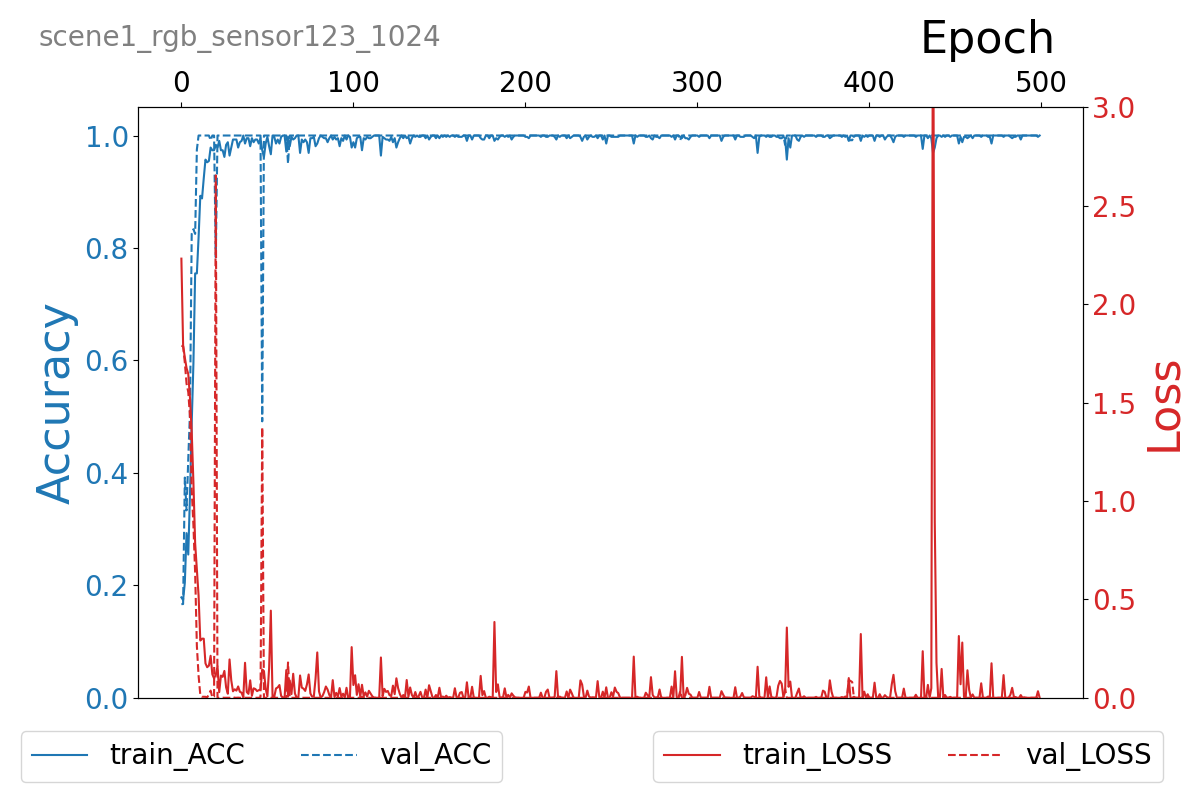 scene1_rgb_sensor123_1024
Epoch
0 100 200 300 400 500
1.0 0.8 0.6 0.4 0.2 0.0
Accuracy
3.0 2.5 2.0 1.5 1.0 0.5 0.0
Loss
train_ACC val_ACC train_LOSS val_LOSS